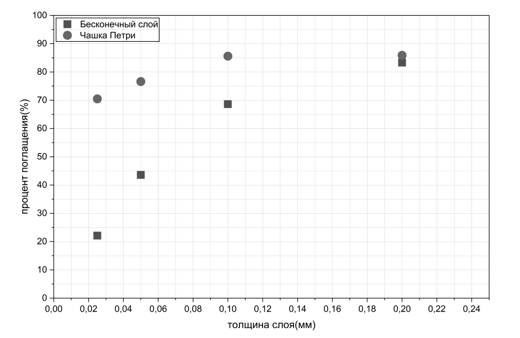 Бесконечный слой
Чашка Петри
процент поглащения(%)
100
90
80
70
60
50
40
30
20
10
0
0,00 0,02 0,04 0,06 0,08 0,10 0,12 0,14 0,16 0,18 0,20 0,22 0,24
толщина слоя(мм)